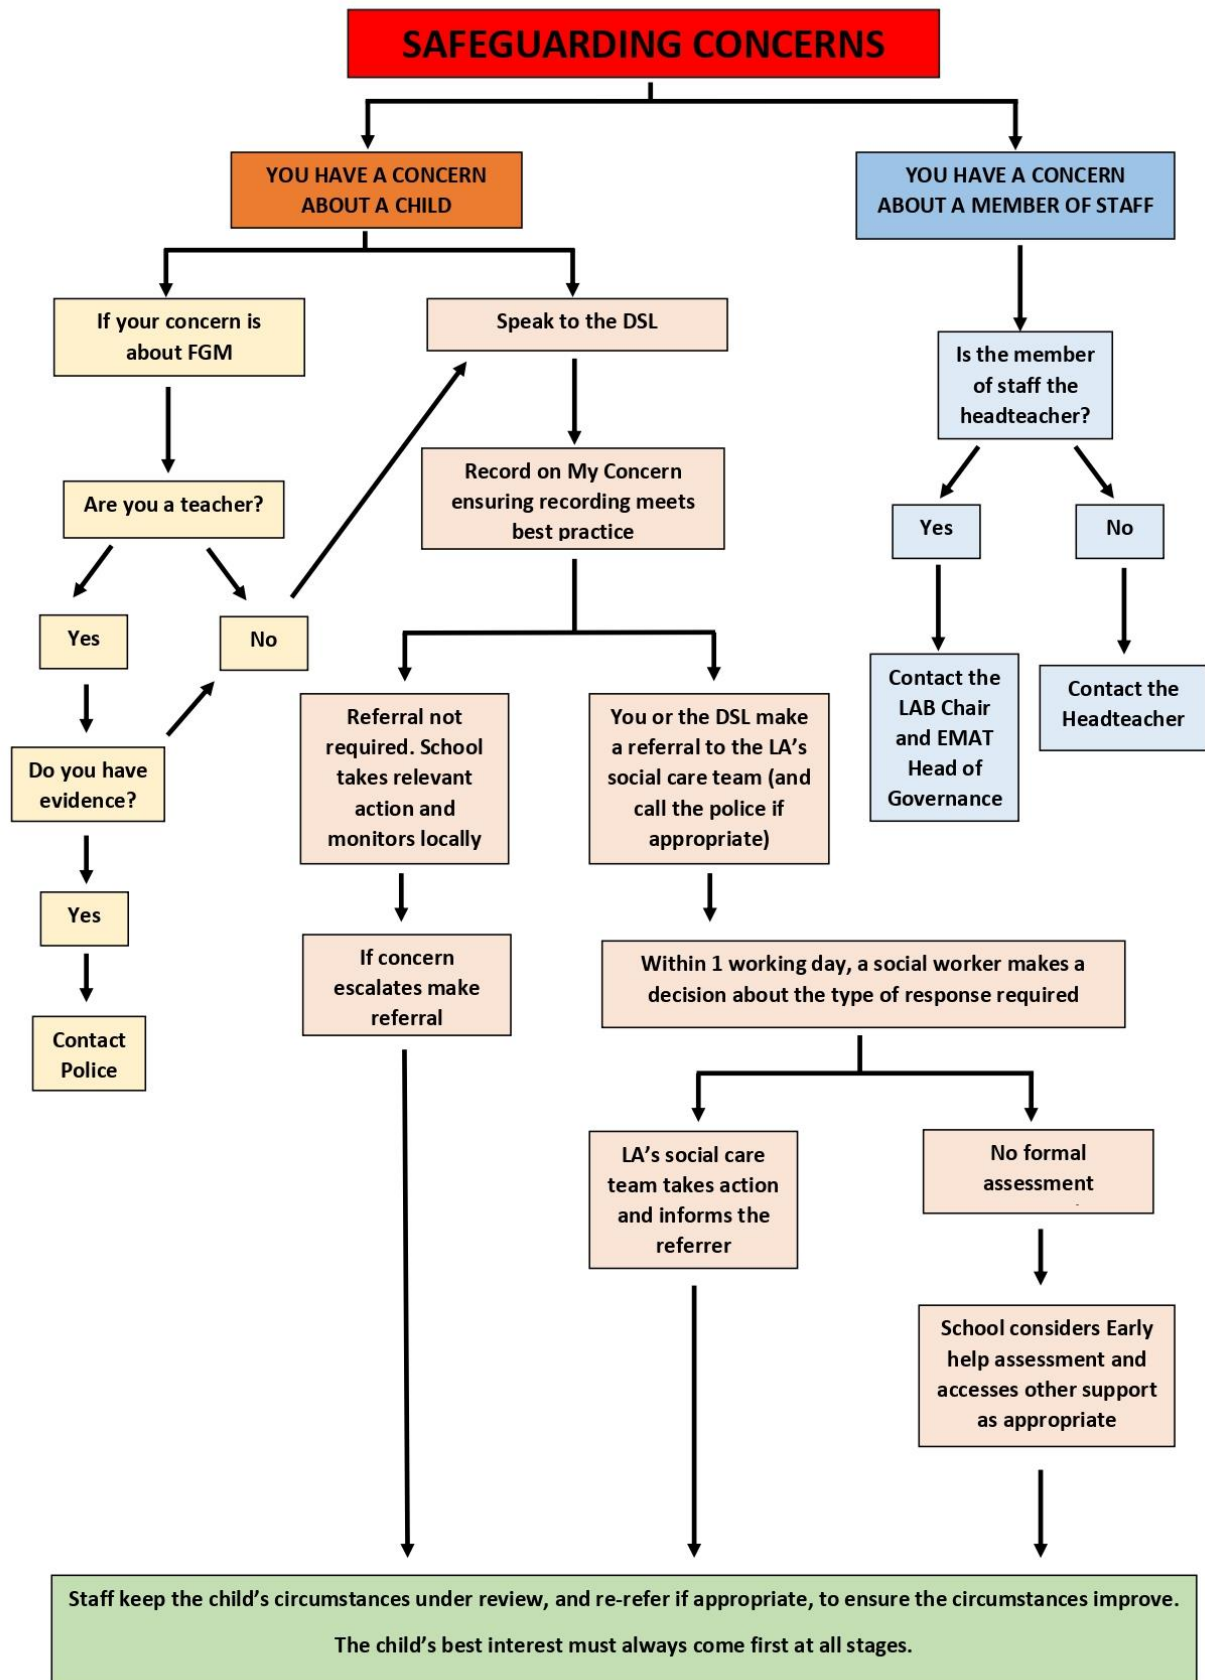 SAFEGUARDING CONCERNS
YOU HAVE A CONCERN
ABOUT A CHILD
YOU HAVE A CONCERN
ABOUT A MEMBER OF STAFF
If your concern is
about FGM
Speak to the DSL
Is the member
of staff the
headteacher?
Record on My Concern
ensuring recording meets
best practice
Are you a teacher?
Yes
No
Yes
No
Referral not
required. School
takes relevant
action and
monitors locally
You or the DSL make
a referral to the LA’s
social care team (and
call the police if
appropriate)
Contact the
LAB Chair
and EMAT
Head of
Governance
Contact the
Headteacher
Do you have
evidence?
Yes
If concern
escalates make
referral
Within 1 working day, a social worker makes a
decision about the type of response required
Contact
Police
LA’s social care
team takes action
and informs the
referrer
No formal
assessment
School considers Early
help assessment and
accesses other support
as appropriate
Staff keep the child’s circumstances under review, and re-refer if appropriate, to ensure the circumstances improve.
The child’s best interest must always come first at all stages.